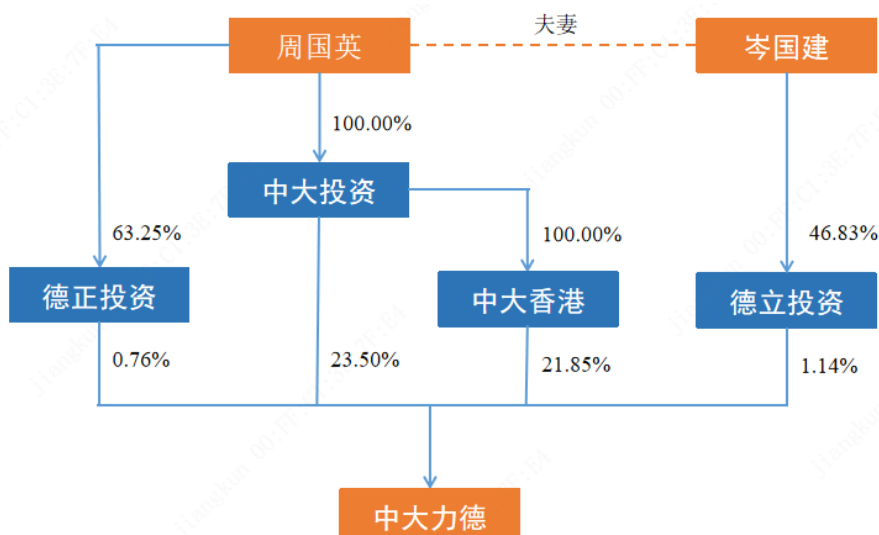 夫妻
周国英
岑国建
100.00%
中大投资
63.25%
100.00%
46.83%
德正投资
中大香港
德立投资
0.76%
23.50%
21.85%
1.14%
中大力德